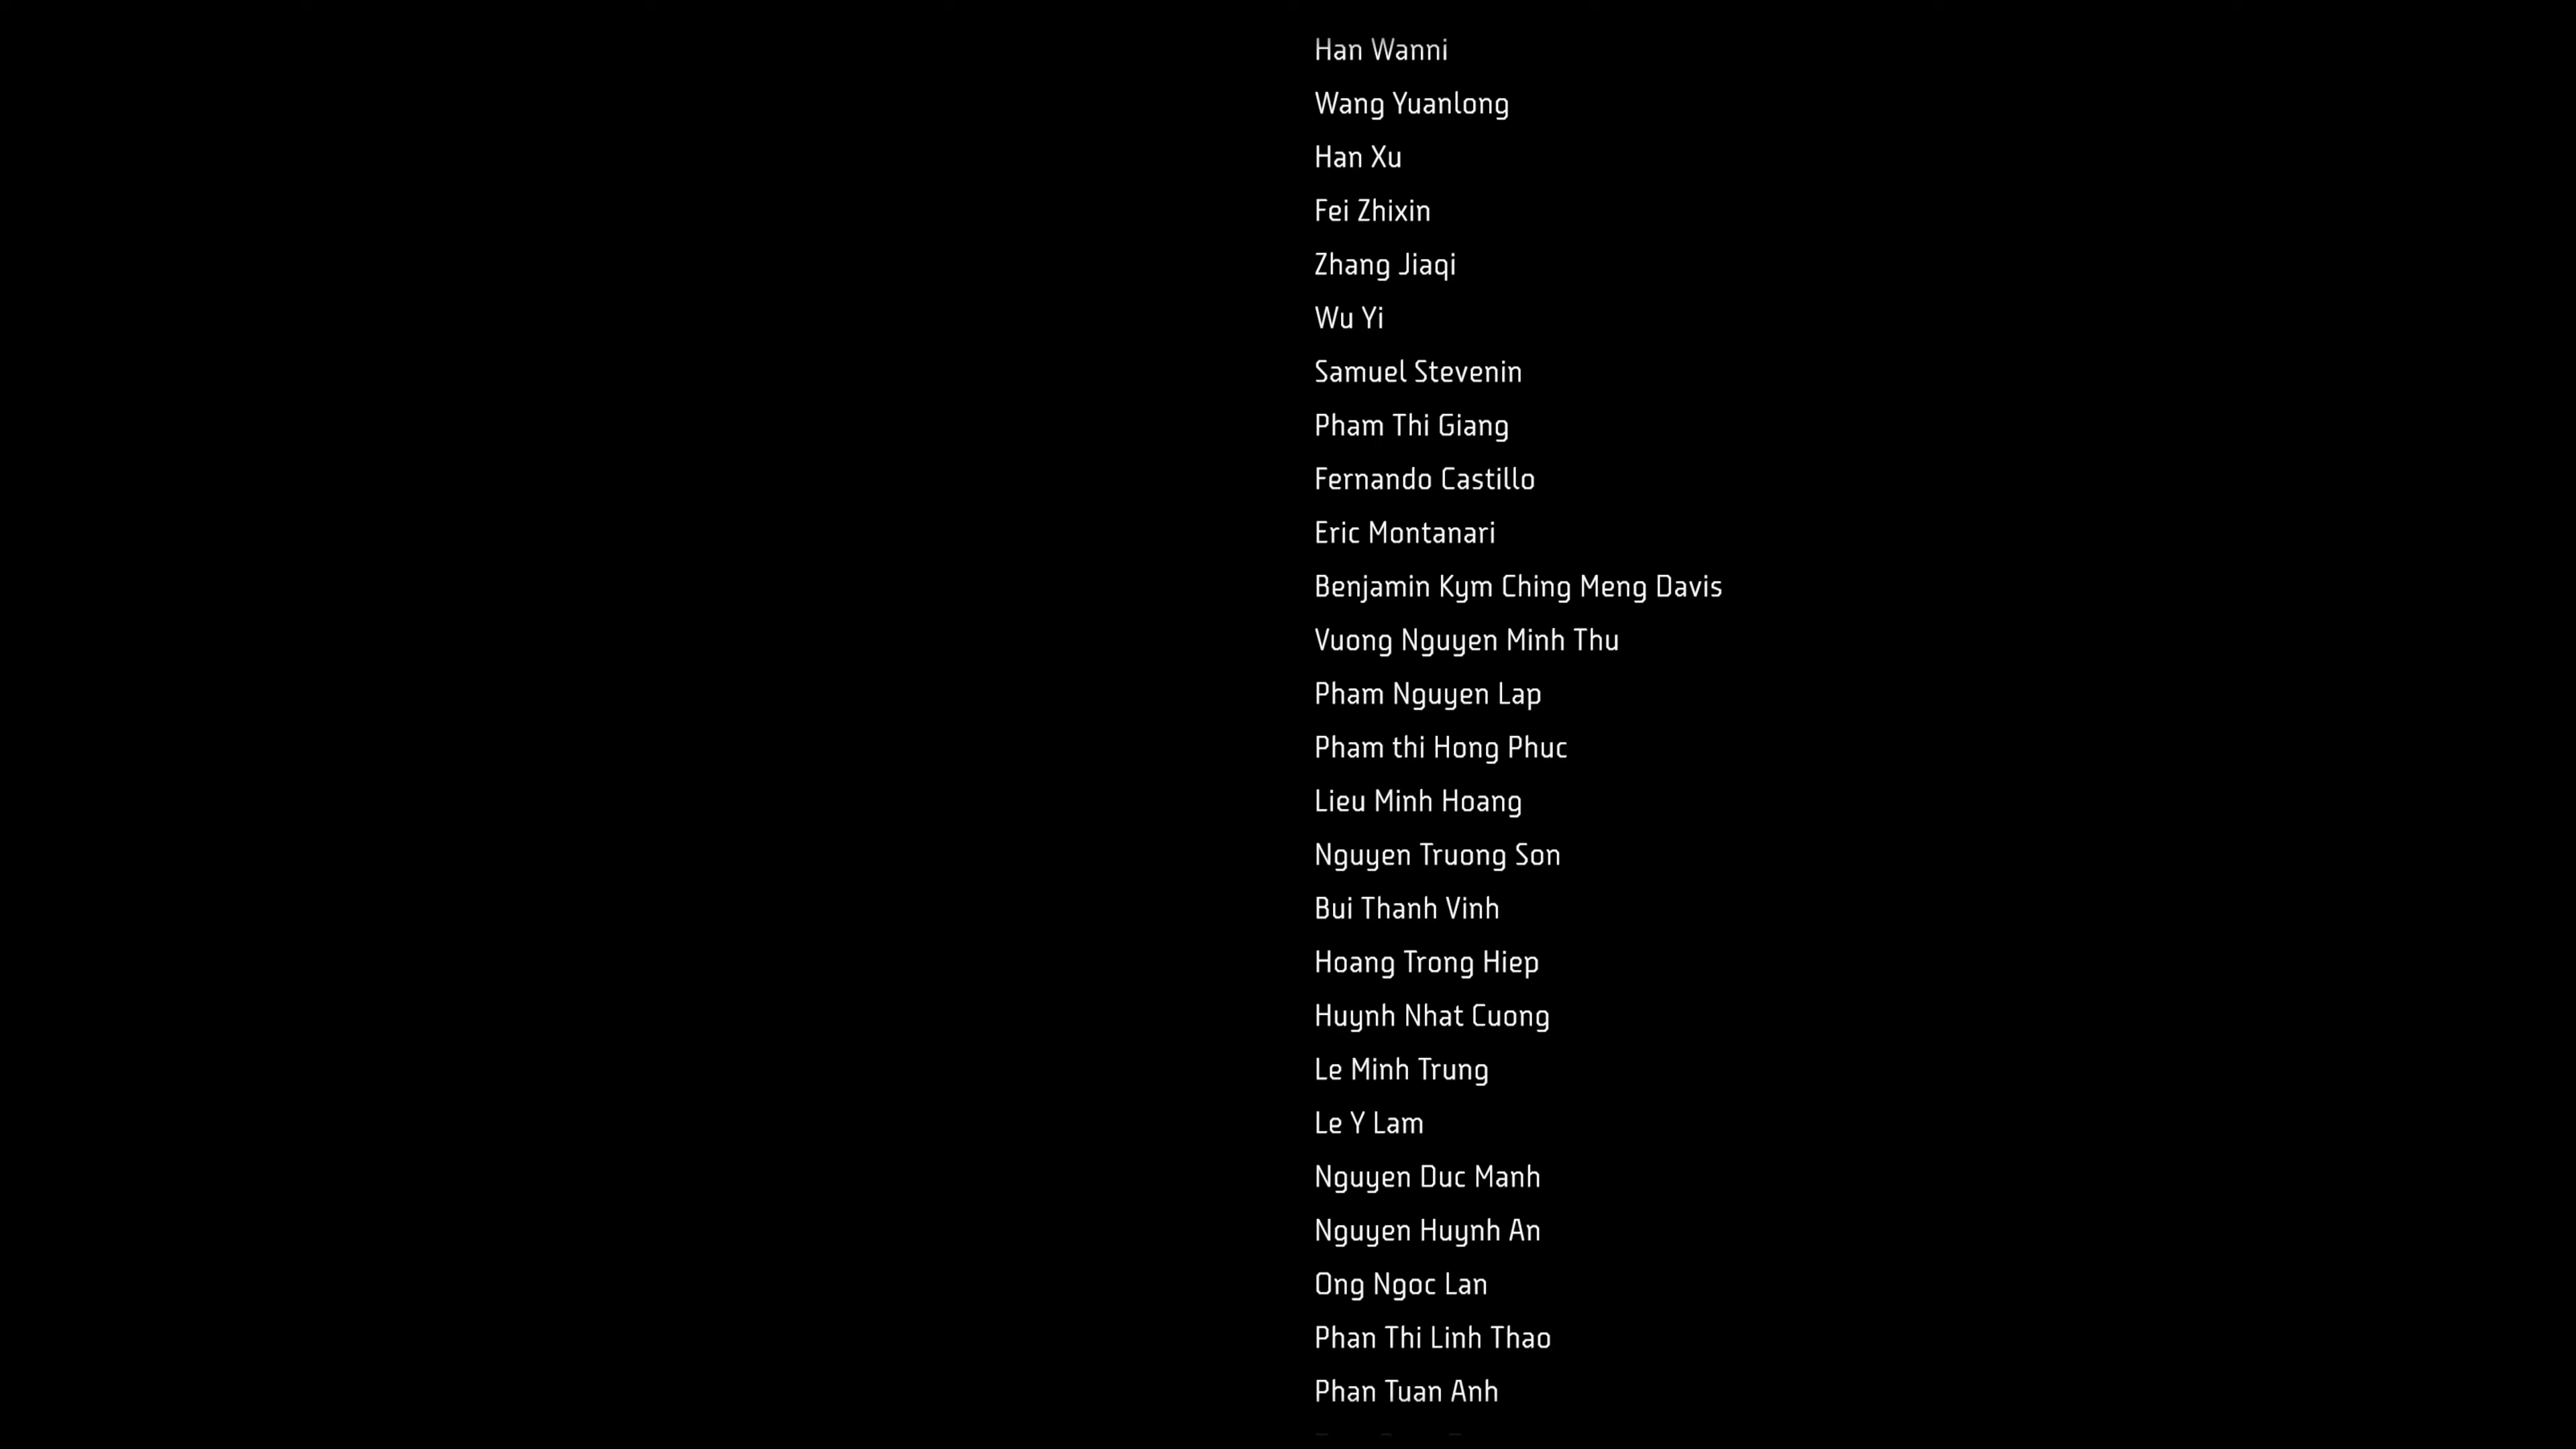 Han Wanni
Wang Yuanlong
Han Xu
Fei Zhixin
Zhang Jiaqi
Wu Yi
Samuel Stevenin
Pham Thi Giang
Fernando Castillo
Eric Montanari
Benjamin Kym Ching Meng Davis
Vuong Nguyen Minh Thu
Pham Nguyen Lap
Pham thi Hong Phuc
Lieu Minh Hoang
Nguyen Truong Son
Bui Thanh Vinh
Hoang Trong Hiep
Huynh Nhat Cuong
Le Minh Trung
Le Y Lam
Nguyen Duc Manh
Nguyen Huynh An
Ong Ngoc Lan
Phan Thi Linh Thao
Phan Tuan Anh